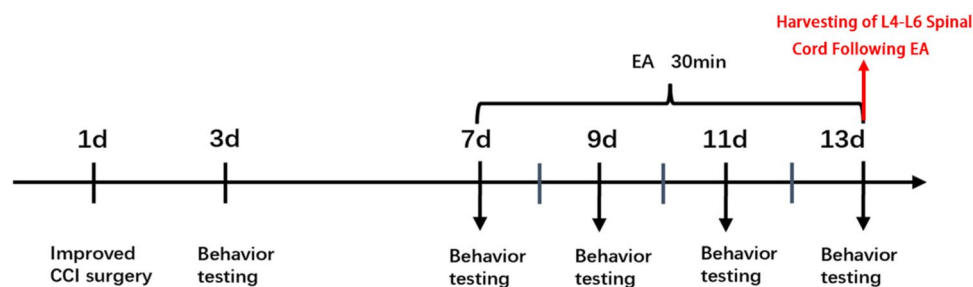 Harvesting of L4-L6 Spinal
Cord Following EA
EA 30min
1d
3d
7d
9d
11d
13d
Improved
CCI surgery
Behavior
testing
Behavior
testing
Behavior
testing
Behavior
testing
Behavior
testing